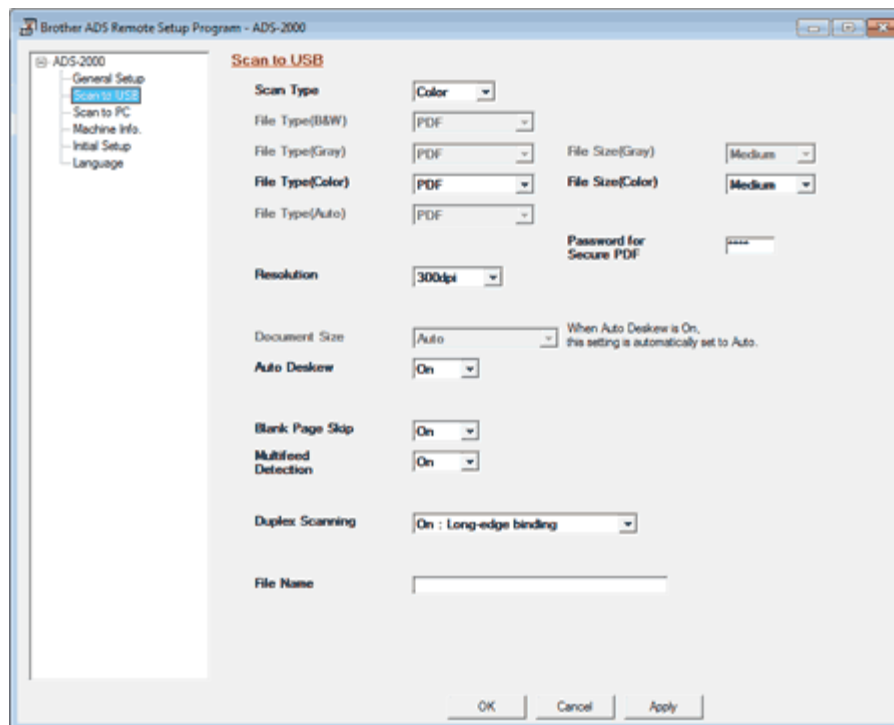 Brother ADS Remote Setup Program - ADS-2000
ADS-2000
General Setup
Scan to USB
Scan to PC
Machine Info.
Initial Setup
Language
Scan to USB
Scan Type Color
File Type(B&W) PDF
File Type(Gray) PDF File Size(Gray) Medium
File Type(Color) PDF File Size(Color) Medium
File Type(Auto) PDF
Password for
Secure PDF ****
Resolution 300dpi
Document Size Auto When Auto Deskew is On,
this setting is automatically set to Auto.
Auto Deskew On
Blank Page Skip On
Multifeed
Detection On
Duplex Scanning On : Long-edge binding
File Name
OK Cancel Apply